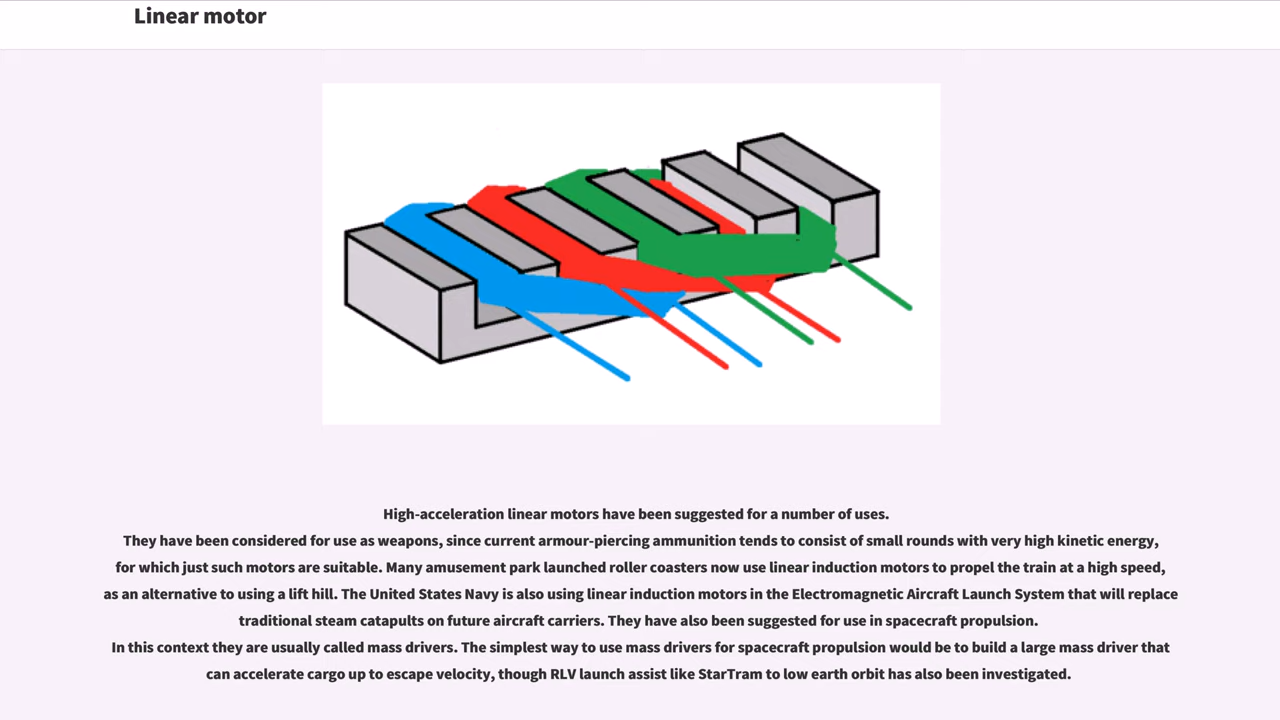 Linear motor
High-acceleration linear motors have been suggested for a number of uses.
They have been considered for use as weapons, since current armour-piercing ammunition tends to consist of small rounds with very high kinetic energy,
for which just such motors are suitable. Many amusement park launched roller coasters now use linear induction motors to propel the train at a high speed,
as an alternative to using a lift hill. The United States Navy is also using linear induction motors in the Electromagnetic Aircraft Launch System that will replace
traditional steam catapults on future aircraft carriers. They have also been suggested for use in spacecraft propulsion.
In this context they are usually called mass drivers. The simplest way to use mass drivers for spacecraft propulsion would be to build a large mass driver that
can accelerate cargo up to escape velocity, though RLV launch assist like StarTram to low earth orbit has also been investigated.